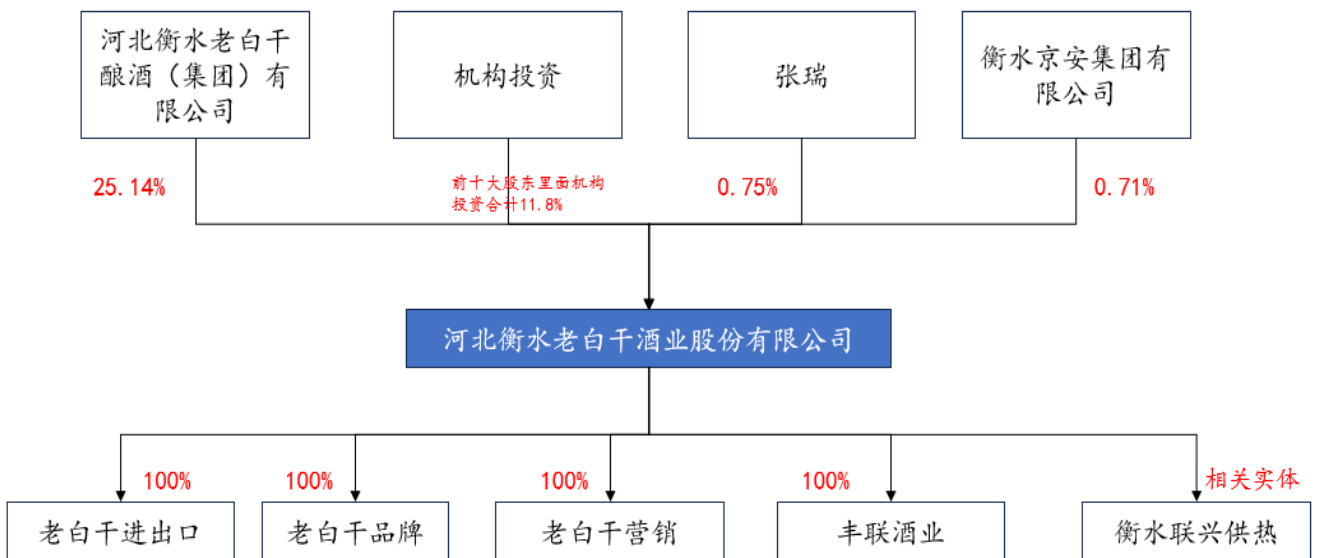 河北衡水老白干
酿酒（集团）有
限公司
机构投资
张瑞
衡水京安集团有
限公司
25.14%
前十大股东里面机构
投资合计11.8%
0.75%
0.71%
河北衡水老白干酒业股份有限公司
100%
100%
100%
100%
相关实体
老白干进出口
老白干品牌
老白干营销
丰联酒业
衡水联兴供热